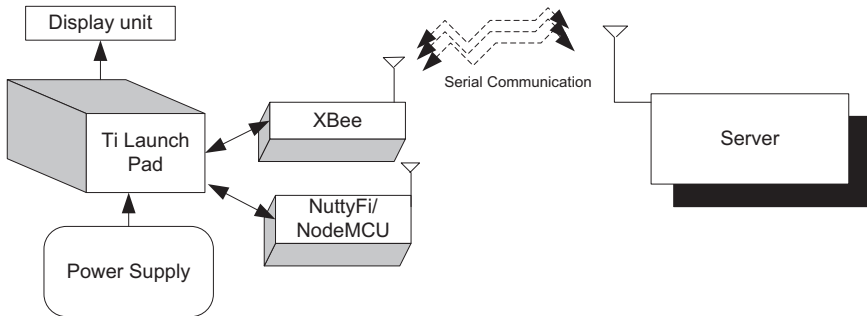 Display unit
Serial Communication
XBee
Ti Launch
Pad
Server
NuttyFi/
NodeMCU
Power Supply